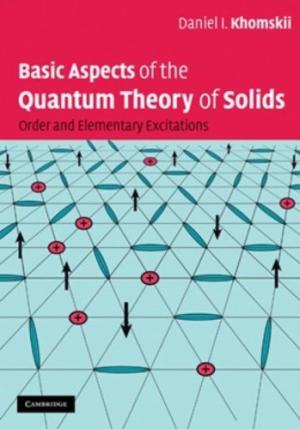 Daniel I. Khomskii
Basic Aspects of the
Quantum Theory of Solids
Order and Elementary Excitations
CAMBRIDGE